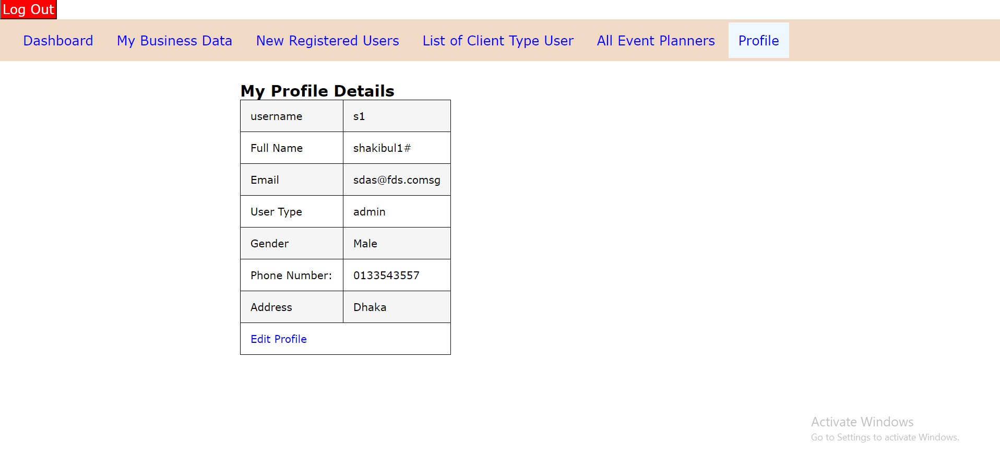 Log Out
Dashboard My Business Data New Registered Users List of Client Type User All Event Planners Profile
My Profile Details
username s1
Full Name shakibul1#
Email sdas@fds.comsg
User Type admin
Gender Male
Phone Number: 0133543557
Address Dhaka
Edit Profile
Activate Windows
Go to Settings to activate Windows.